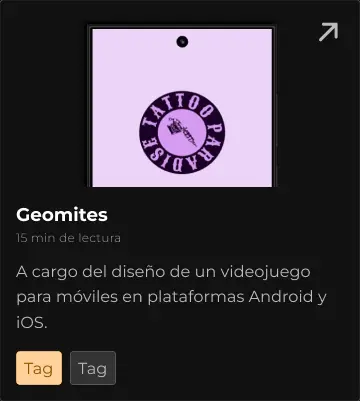 TATTOO PARADISE
Geomites
15 min de lectura
A cargo del diseño de un videojuego
para móviles en plataformas Android y
iOS.
Tag Tag